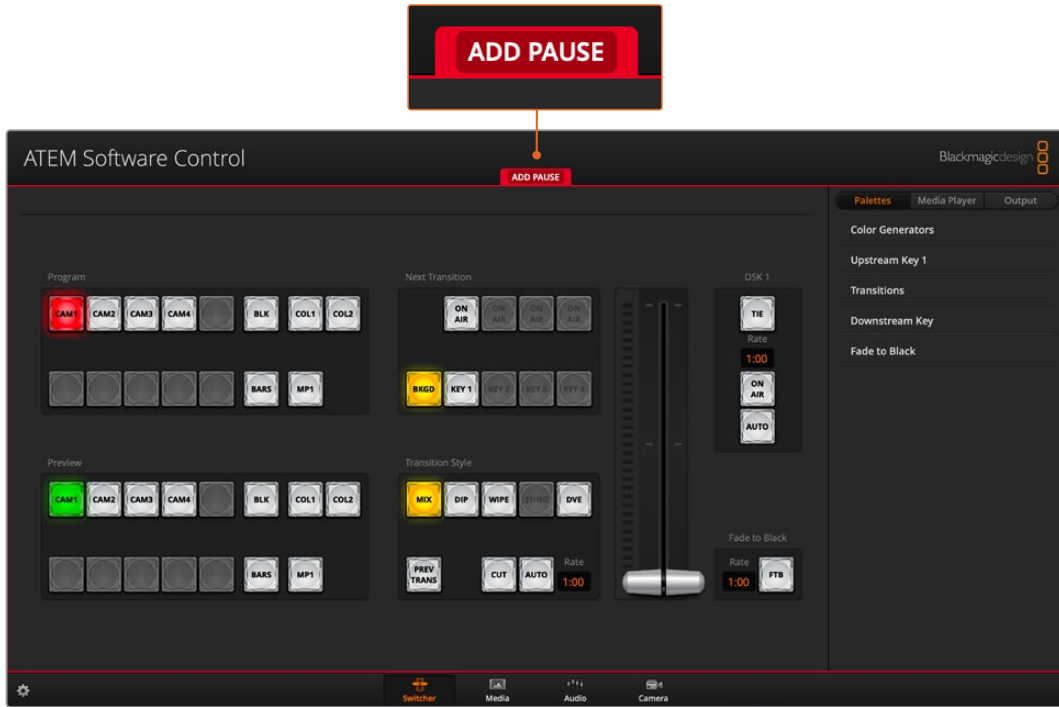 ADD PAUSE
ATEM Software Control
ADD PAUSE
Blackmagicdesign
Palettes Media Player Output
Color Generators
Upstream Key 1
Transitions
Downstream Key
Fade to Black
Program
CAM1 CAM2 CAM3 CAM4 BLK COL1 COL2
BARS MP1
Next Transition
ON AIR ON AIR ON AIR ON AIR
BKGD KEY 1 KEY 2 KEY 3 KEY 4
DSK 1
TIE
Rate
1:00
ON
AIR
AUTO
Preview
CAM1 CAM2 CAM3 CAM4 BLK COL1 COL2
BARS MP1
Transition Style
MIX DIP WIPE STING DVE
PREV TRANS CUT AUTO Rate 1:00
Fade to Black
Rate
1:00 FTB
Switcher Media Audio Camera